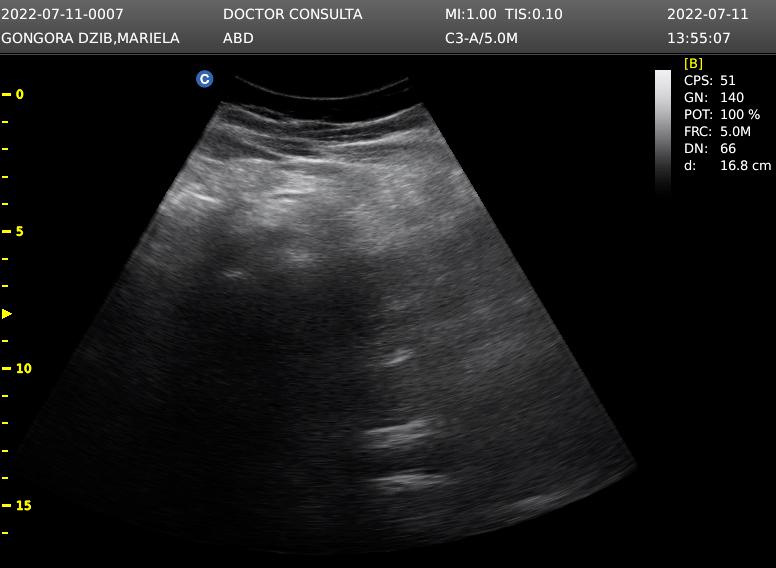 2022-07-11-0007 DOCTOR CONSULTA MI:1.00 TIS:0.10 2022-07-11
GONGORA DZIB,MARIELA ABD C3-A/5.0M 13:55:07
C
[B]
CPS: 51
GN: 140
POT: 100 %
FRC: 5.0M
DN: 66
d: 16.8 cm
0
5
10
15